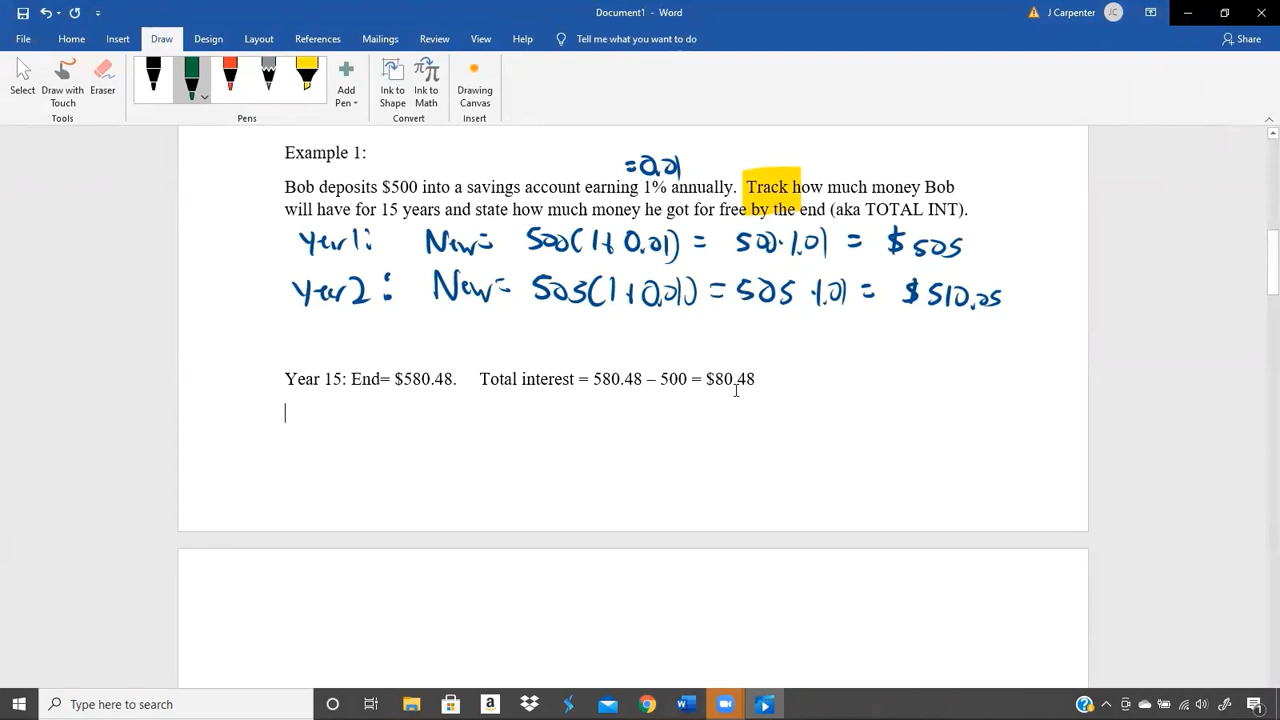 Document1 - Word
J Carpenter JC
File Home Insert Draw Design Layout References Mailings Review View Help Tell me what you want to do Share
Select Draw with Touch Eraser Add Pen Ink to Shape Ink to Math Drawing Canvas
Tools Pens Convert Insert
Example 1:
=0.01
Bob deposits $500 into a savings account earning 1% annually. Track how much money Bob
will have for 15 years and state how much money he got for free by the end (aka TOTAL INT).
Year1: New= 500(1+0.01) = 500·1.01 = $505
Year2: New= 505(1+0.01) = 505·1.01 = $510.05
Year 15: End= $580.48. Total interest = 580.48 – 500 = $80.48
Type here to search